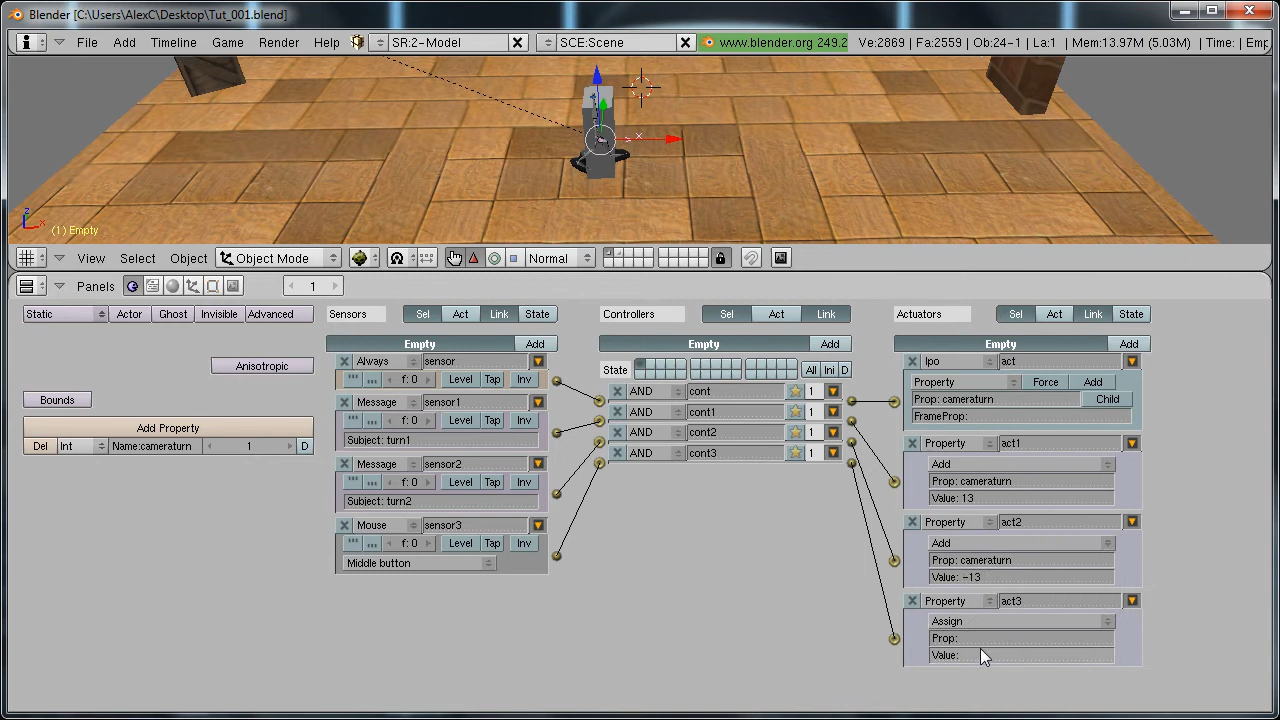 Blender [C:\Users\AlexC\Desktop\Tut_001.blend]
File Add Timeline Game Render Help SR:2-Model SCE:Scene www.blender.org 249.2 Ve:2869 | Fa:2559 | Ob:24-1 | La:1 | Mem:13.97M (5.03M) | Time: | Emp
X
Z X
(1) Empty
View Select Object Object Mode Normal
Panels 1
Static Actor Ghost Invisible Advanced
Anisotropic
Bounds
Add Property
Del Int Name:cameraturn 1 D
Sensors Sel Act Link State
Empty Add
Always sensor
f: 0 Level Tap Inv
Message sensor1
f: 0 Level Tap Inv
Subject: turn1
Message sensor2
f: 0 Level Tap Inv
Subject: turn2
Mouse sensor3
f: 0 Level Tap Inv
Middle button
Controllers Sel Act Link
Empty Add
State All Ini D
AND cont 1
AND cont1 1
AND cont2 1
AND cont3 1
Actuators Sel Act Link State
Empty Add
Ipo act
Property Force Add
Prop: cameraturn Child
FrameProp:
Property act1
Add
Prop: cameraturn
Value: 13
Property act2
Add
Prop: cameraturn
Value: -13
Property act3
Assign
Prop:
Value: